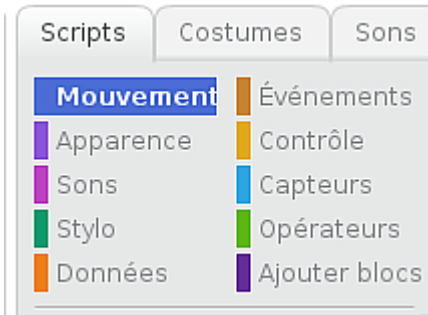 Scripts Costumes Sons
Mouvement Événements
Apparence Contrôle
Sons Capteurs
Stylo Opérateurs
Données Ajouter blocs